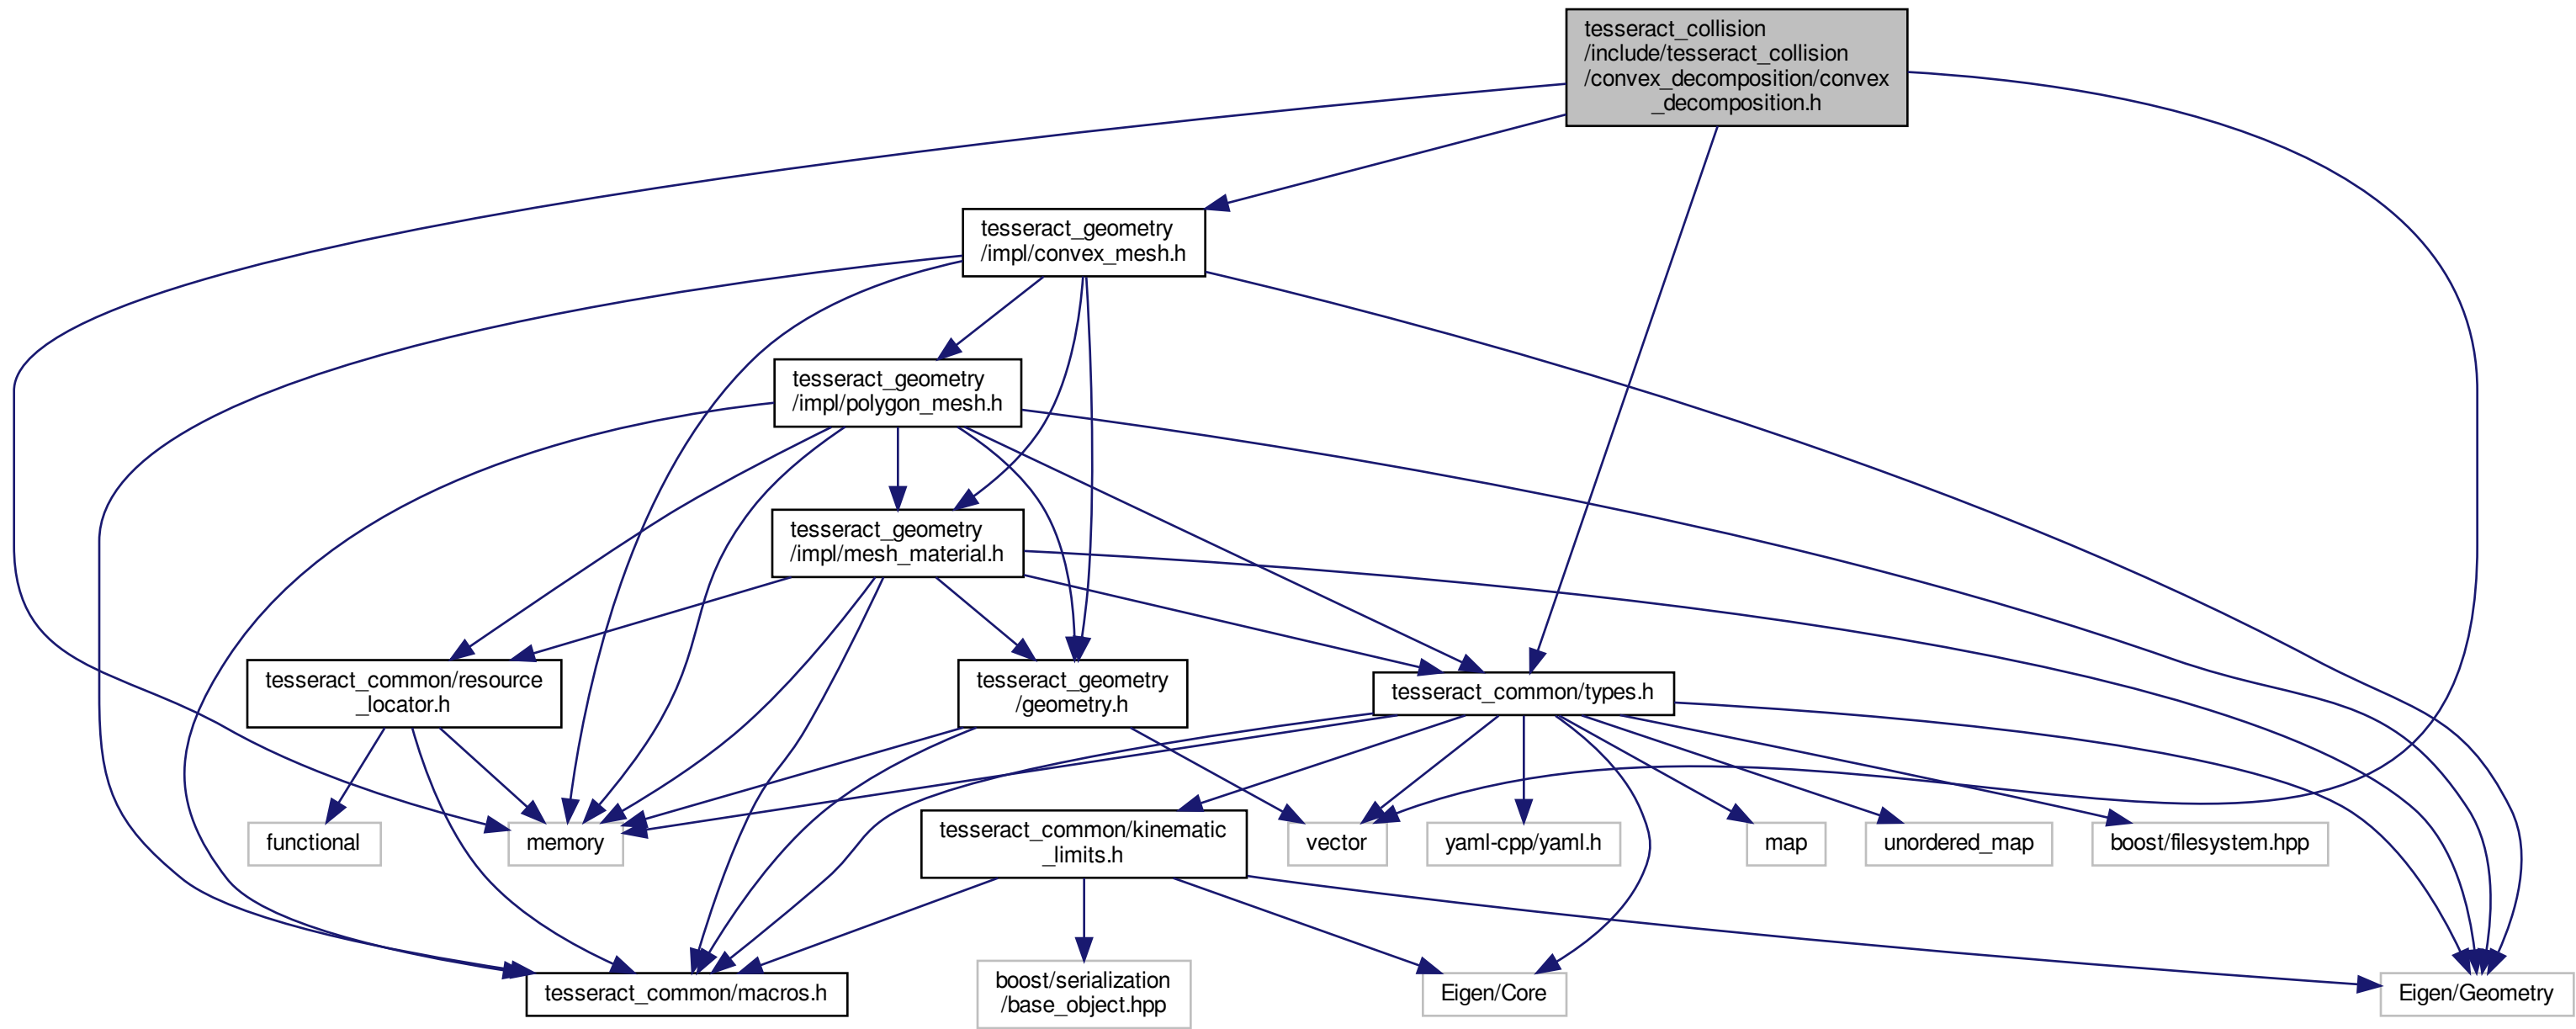 tesseract_collision
/include/tesseract_collision
/convex_decomposition/convex
_decomposition.h
tesseract_geometry
/impl/convex_mesh.h
tesseract_geometry
/impl/polygon_mesh.h
tesseract_geometry
/impl/mesh_material.h
tesseract_common/resource
_locator.h
tesseract_geometry
/geometry.h
tesseract_common/types.h
functional
memory
tesseract_common/kinematic
_limits.h
vector
yaml-cpp/yaml.h
map
unordered_map
boost/filesystem.hpp
tesseract_common/macros.h
boost/serialization
/base_object.hpp
Eigen/Core
Eigen/Geometry